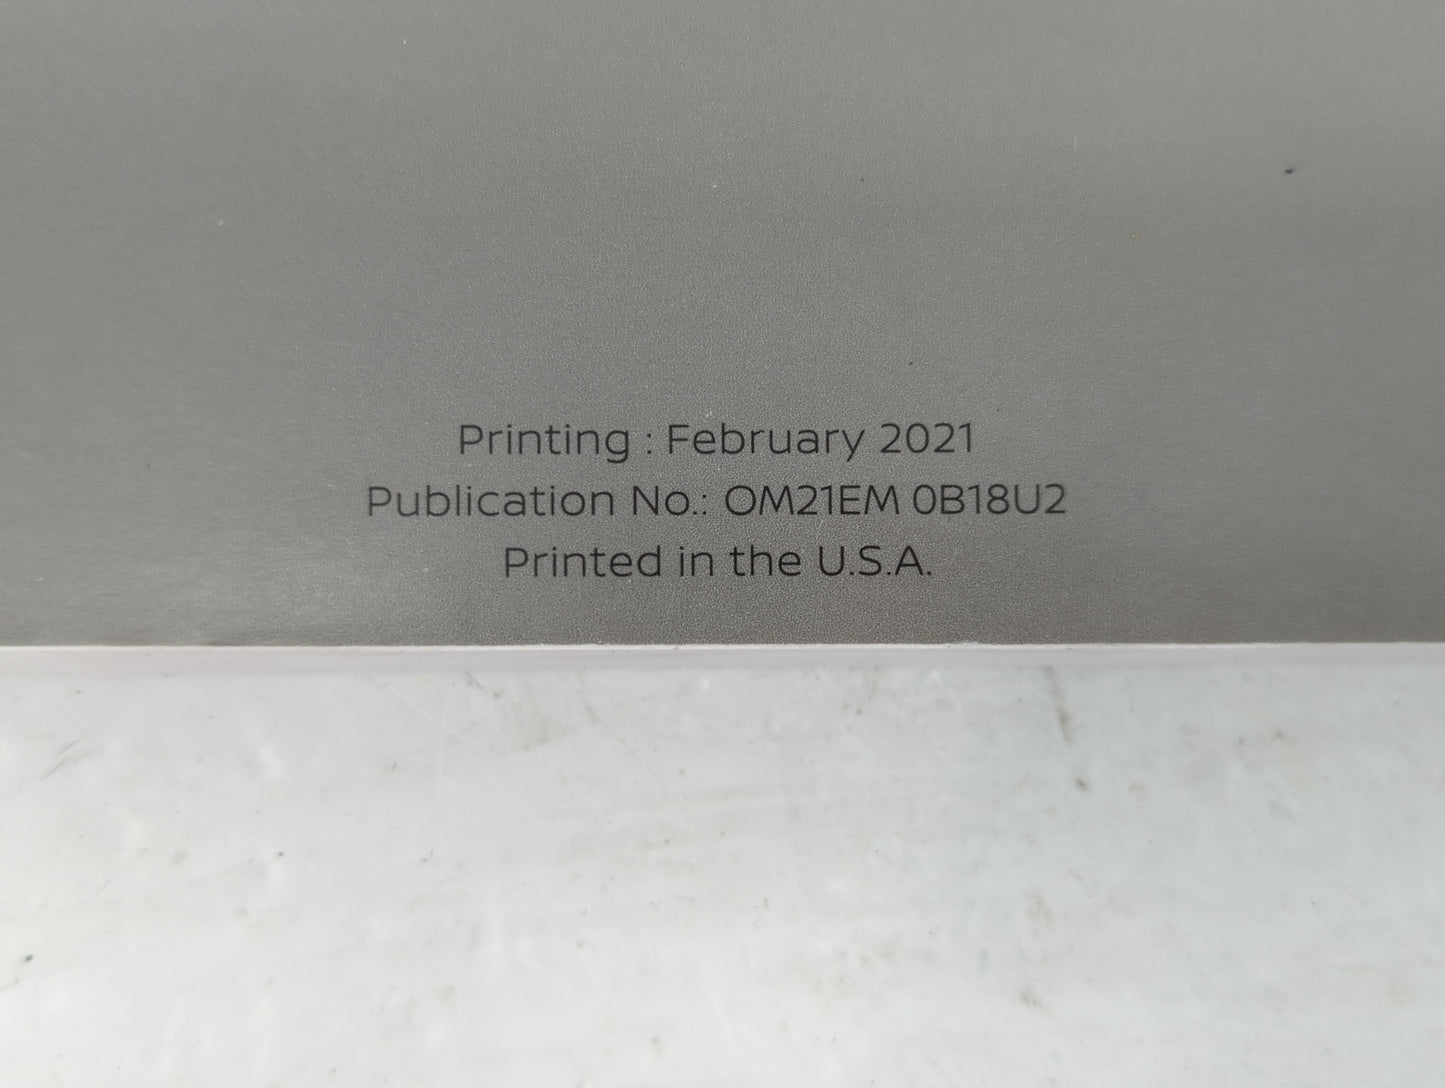 Printing : February 2021
Publication No.: OM21EM 0B18U2
Printed in the U.S.A.